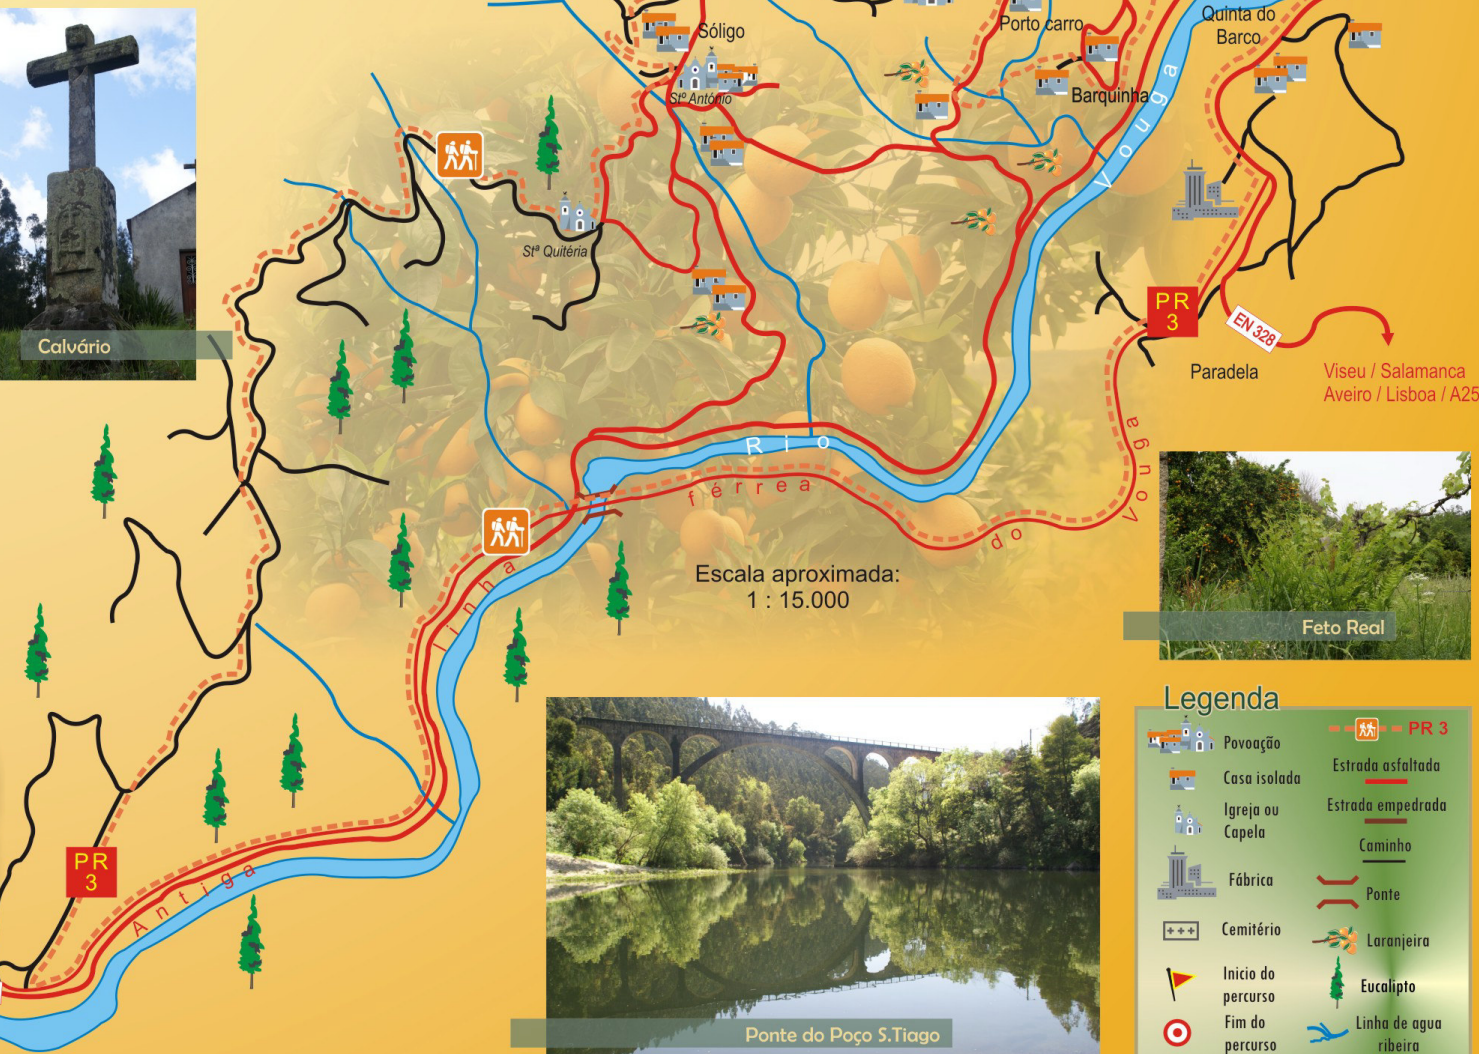 Calvário
Sóligo
Stº António
Porto carro
Barquinha
Quinta do
Barco
Stª Quitéria
Rio Vouga
PR
3
EN 328
Paradela
Viseu / Salamanca
Aveiro / Lisboa / A25
Antiga linha férrea do Vouga
Escala aproximada:
1 : 15.000
Feto Real
PR
3
Ponte do Poço S.Tiago
Legenda
Povoação
Casa isolada
Igreja ou
Capela
Fábrica
Cemitério
Inicio do
percurso
Fim do
percurso
PR 3
Estrada asfaltada
Estrada empedrada
Caminho
Ponte
Laranjeira
Eucalipto
Linha de agua
ribeira